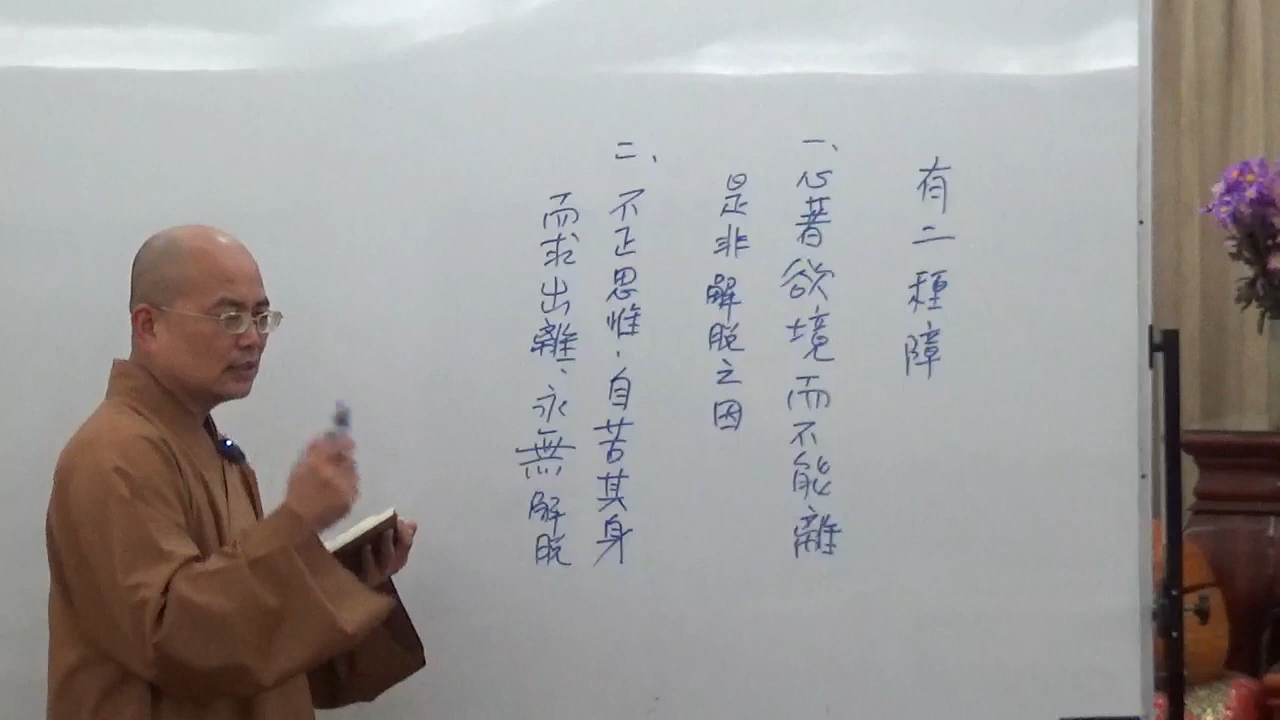 有二種障
一、心著欲境而不能離
是非解脫之因
二、不正思惟、自苦其身
而求出離、永無解脫